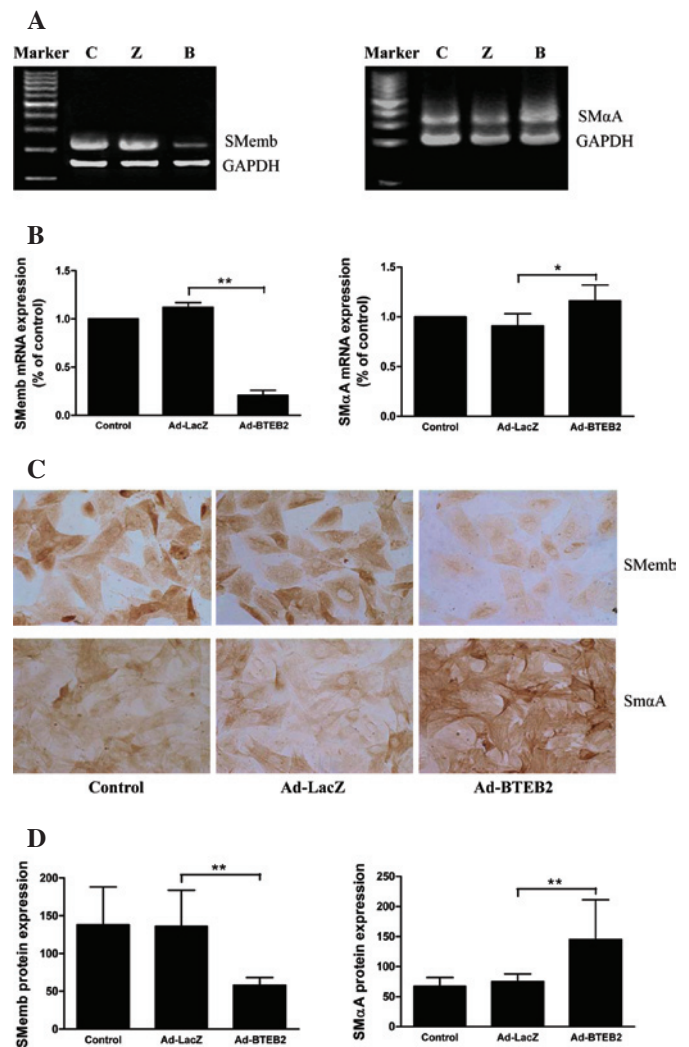 A
Marker C Z B
SMemb
GAPDH
Marker C Z B
SMαA
GAPDH
B
SMemb mRNA expression
(% of control)
1.5
1.0
0.5
0.0
**
Control Ad-LacZ Ad-BTEB2
SMαA mRNA expression
(% of control)
1.5
1.0
0.5
0.0
*
Control Ad-LacZ Ad-BTEB2
C
SMemb
SmαA
Control Ad-LacZ Ad-BTEB2
D
SMemb protein expression
200
150
100
50
0
**
Control Ad-LacZ Ad-BTEB2
SMαA protein expression
250
200
150
100
50
0
**
Control Ad-LacZ Ad-BTEB2